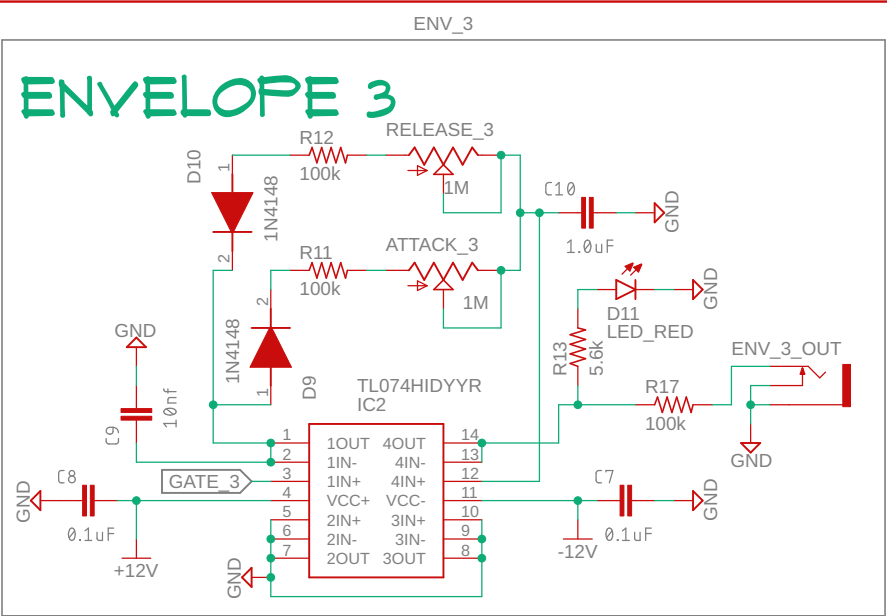 ENV_3
ENVELOPE 3
RELEASE_3
R12
100k
1M
D10
1
2
1N4148
C10
1.0uF
GND
ATTACK_3
R11
100k
1M
2
1
1N4148
D9
GND
D11
LED_RED
R13
5.6k
GND
C9
10nf
TL074HIDYYR
IC2
ENV_3_OUT
R17
100k
GND
1 1OUT 4OUT 14
2 1IN- 4IN- 13
3 1IN+ 4IN+ 12
4 VCC+ VCC- 11
5 2IN+ 3IN+ 10
6 2IN- 3IN- 9
7 2OUT 3OUT 8
GATE_3
C8
0.1uF
GND
+12V
GND
C7
0.1uF
GND
-12V